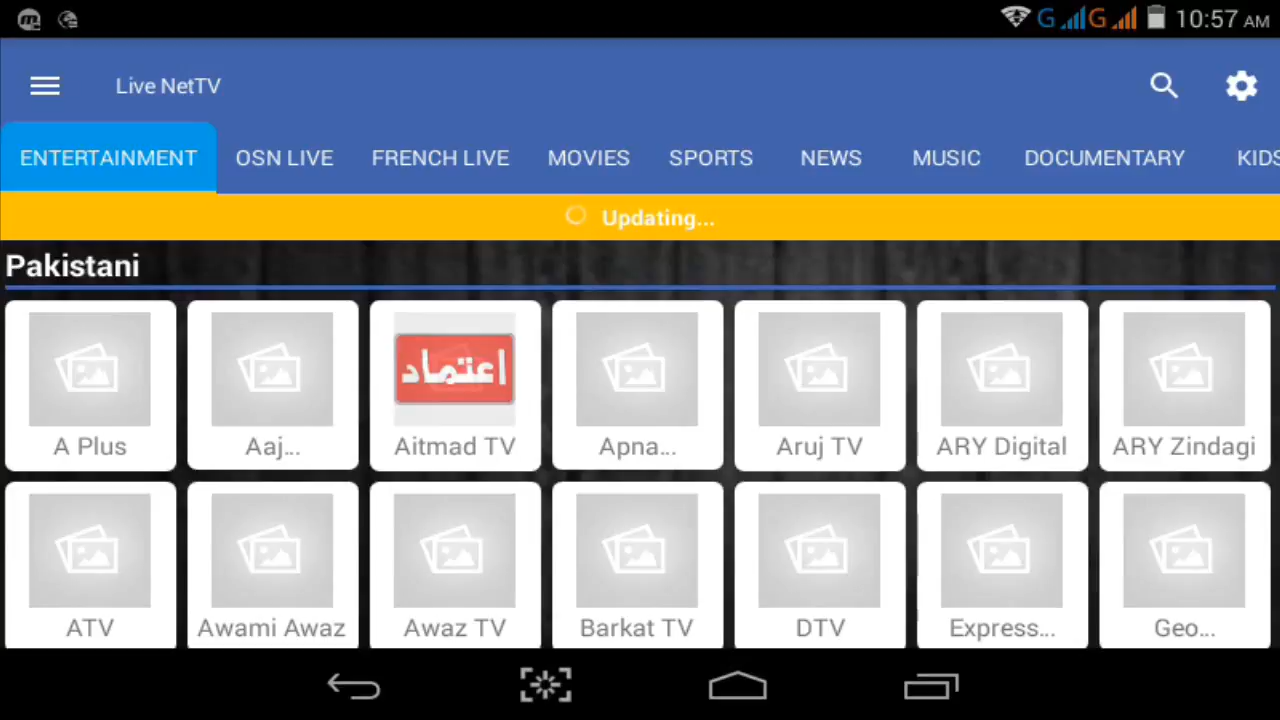 G G 10:57 AM
Live NetTV
ENTERTAINMENT OSN LIVE FRENCH LIVE MOVIES SPORTS NEWS MUSIC DOCUMENTARY KIDS
Updating...
Pakistani
اعتماد
A Plus Aaj... Aitmad TV Apna... Aruj TV ARY Digital ARY Zindagi
ATV Awami Awaz Awaz TV Barkat TV DTV Express... Geo...